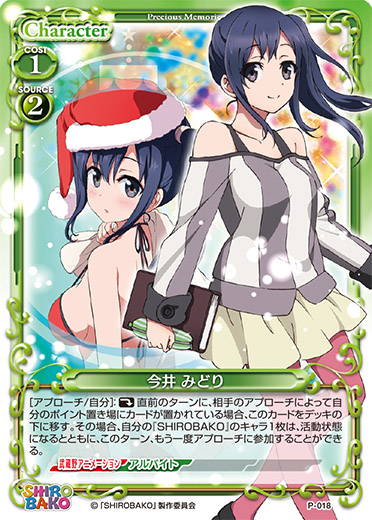 Precious Memories
Character
COST
1
SOURCE
2
今井 みどり
[アプローチ/自分]: 直前のターンに、相手のアプローチによって自
分のポイント置き場にカードが置かれている場合、このカードをデッキの
下に移す。その場合、自分の「SHIROBAKO」のキャラ1枚は、活動状態
になるとともに、このターン、もう一度アプローチに参加することができ
る。
武蔵野アニメーション アルバイト
SHIRO
BAKO
©「SHIROBAKO」製作委員会
P-018